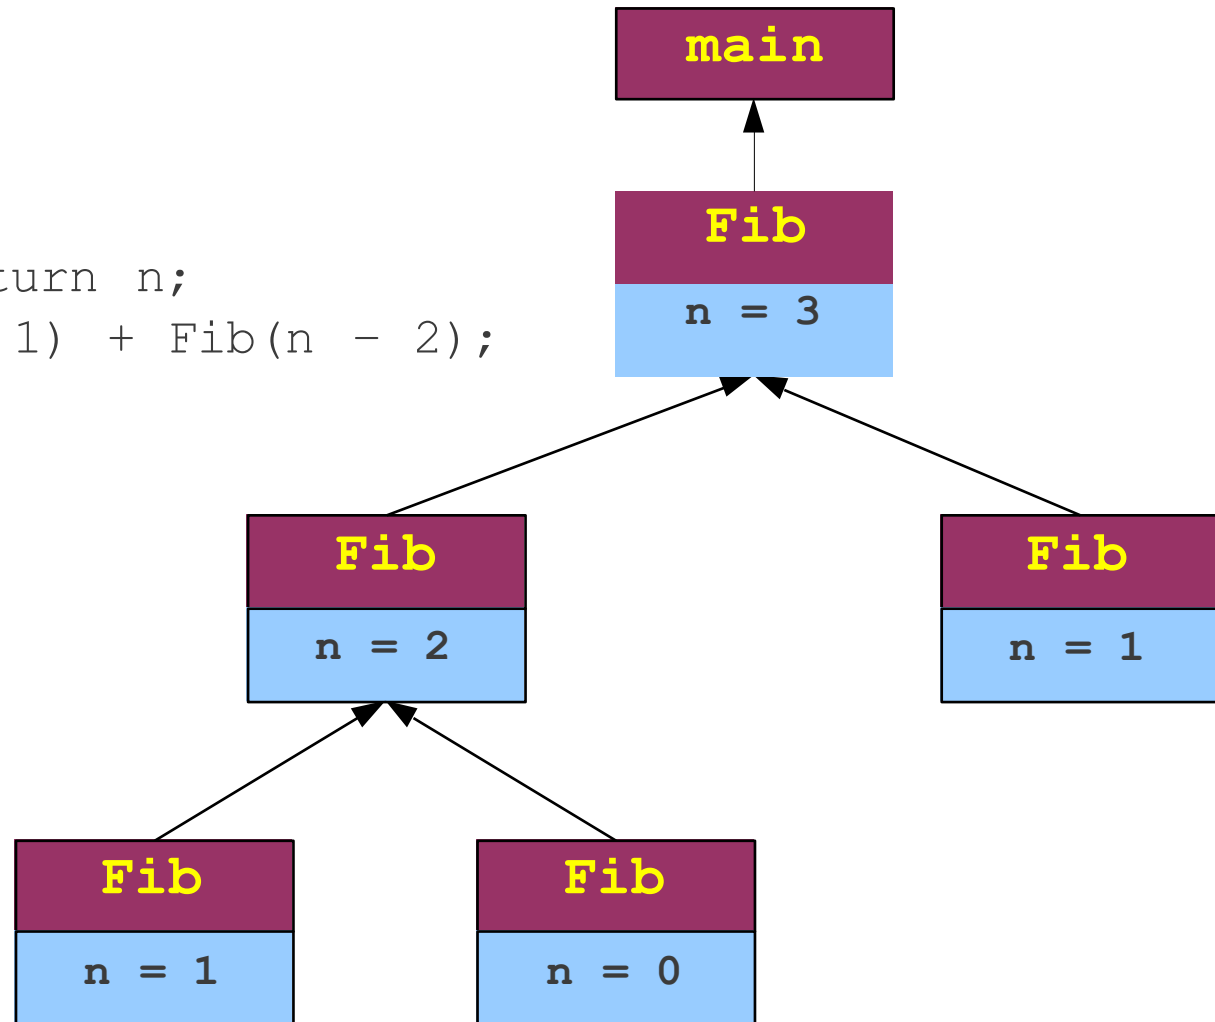 main
Fib
turn n;
n = 3
1) + Fib(n - 2);
Fib
Fib
n = 2
n = 1
Fib
Fib
n = 1
n = 0